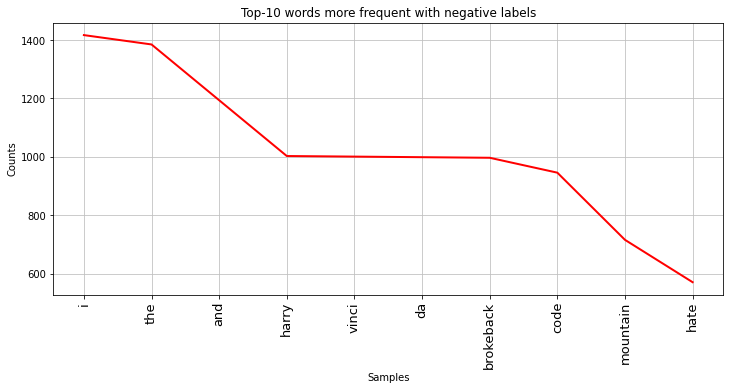 Top-10 words more frequent with negative labels
1400
1200
1000
800
600
Counts
i
the
and
harry
vinci
da
brokeback
code
mountain
hate
Samples